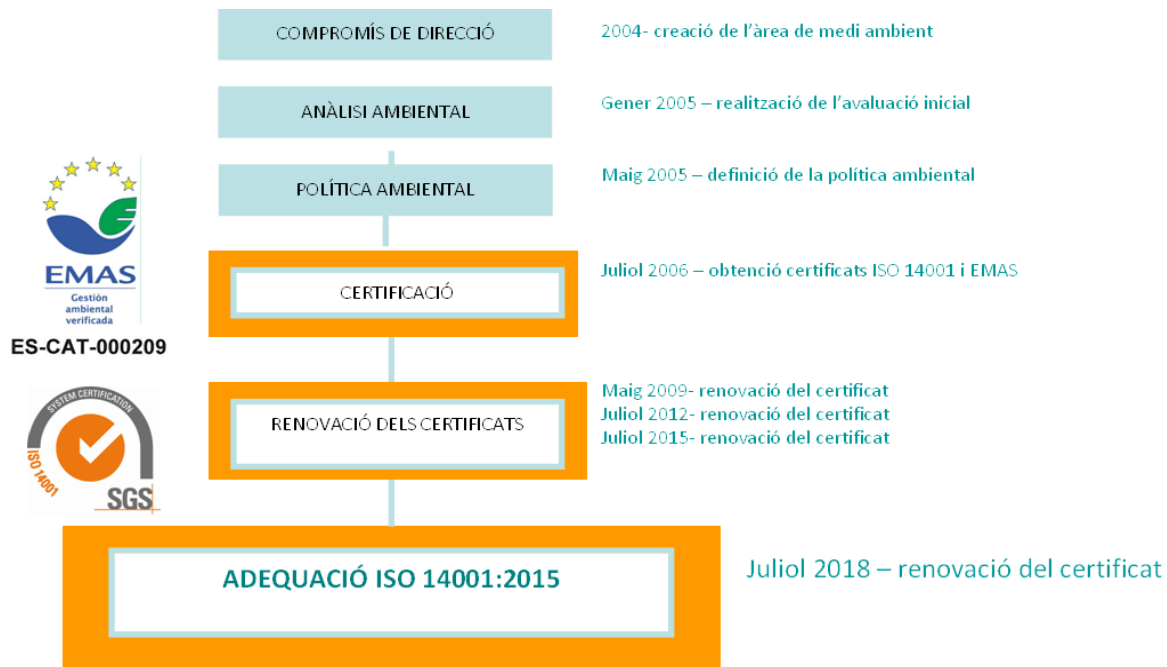 COMPROMÍS DE DIRECCIÓ
2004- creació de l'àrea de medi ambient
ANÀLISI AMBIENTAL
Gener 2005 – realització de l'avaluació inicial
POLÍTICA AMBIENTAL
Maig 2005 – definició de la política ambiental
EMAS
Gestión
ambiental
verificada
ES-CAT-000209
CERTIFICACIÓ
Juliol 2006 – obtenció certificats ISO 14001 i EMAS
SYSTEM CERTIFICATION
ISO 14001
SGS
RENOVACIÓ DELS CERTIFICATS
Maig 2009- renovació del certificat
Juliol 2012- renovació del certificat
Juliol 2015- renovació del certificat
ADEQUACIÓ ISO 14001:2015
Juliol 2018 – renovació del certificat